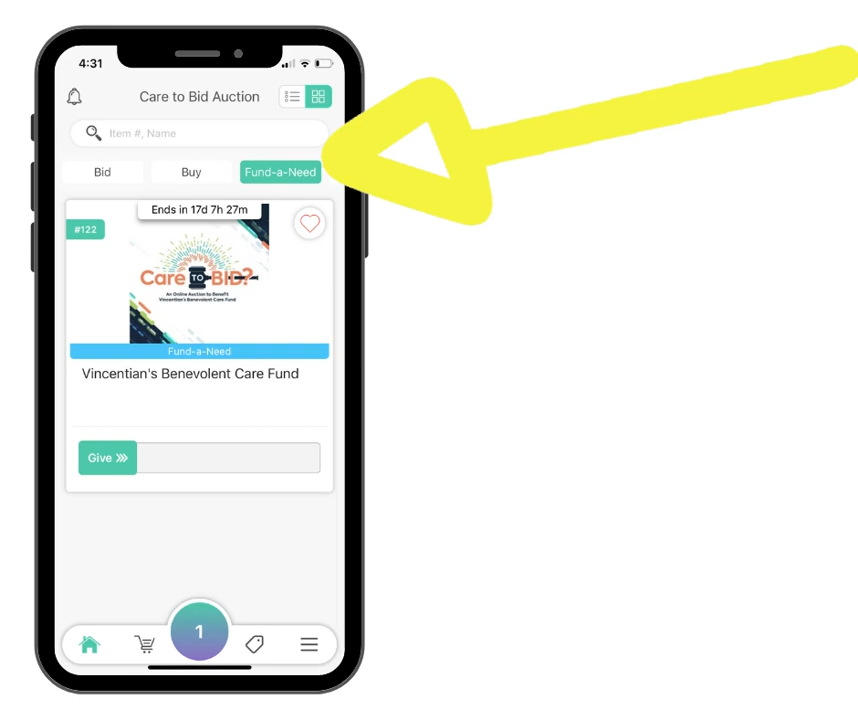 4:31
Care to Bid Auction
Item #, Name
Bid Buy Fund-a-Need
Ends in 17d 7h 27m
#122
Care TO BID?
An Online Auction to Benefit
Vincentian's Benevolent Care Fund
Fund-a-Need
Vincentian's Benevolent Care Fund
Give
1